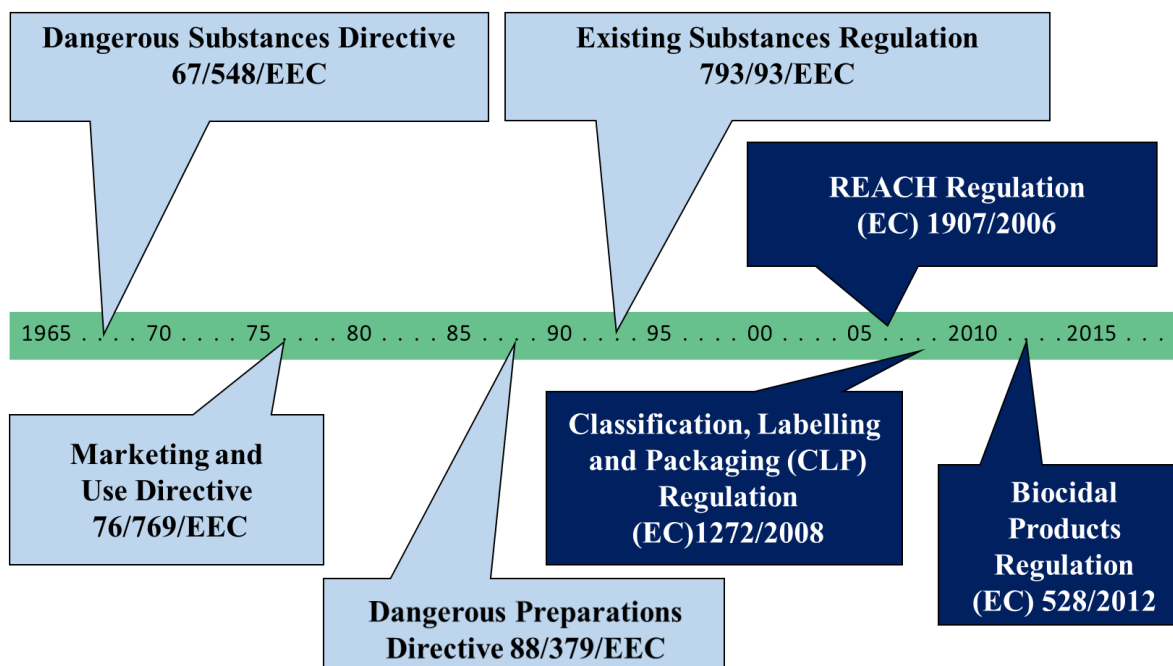 Dangerous Substances Directive
67/548/EEC
Existing Substances Regulation
793/93/EEC
REACH Regulation
(EC) 1907/2006
1965 . . . . 70 . . . . 75 . . . . 80 . . . . 85 . . . . 90 . . . . 95 . . . . 00 . . . . 05 . . . . 2010 . . . . 2015 . . .
Marketing and
Use Directive
76/769/EEC
Dangerous Preparations
Directive 88/379/EEC
Classification, Labelling
and Packaging (CLP)
Regulation
(EC)1272/2008
Biocidal
Products
Regulation
(EC) 528/2012